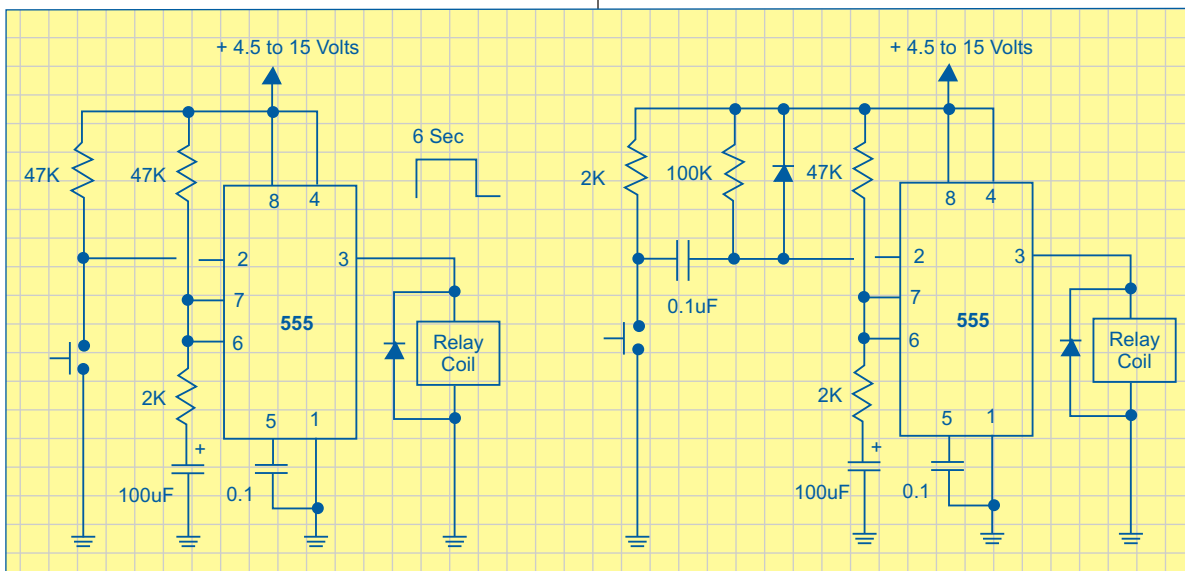 + 4.5 to 15 Volts
6 Sec
47K
47K
8
4
2
3
7
555
6
Relay
Coil
2K
5
1
+
100uF
0.1
+ 4.5 to 15 Volts
2K
100K
47K
8
4
2
3
0.1uF
7
555
6
Relay
Coil
2K
5
1
+
100uF
0.1